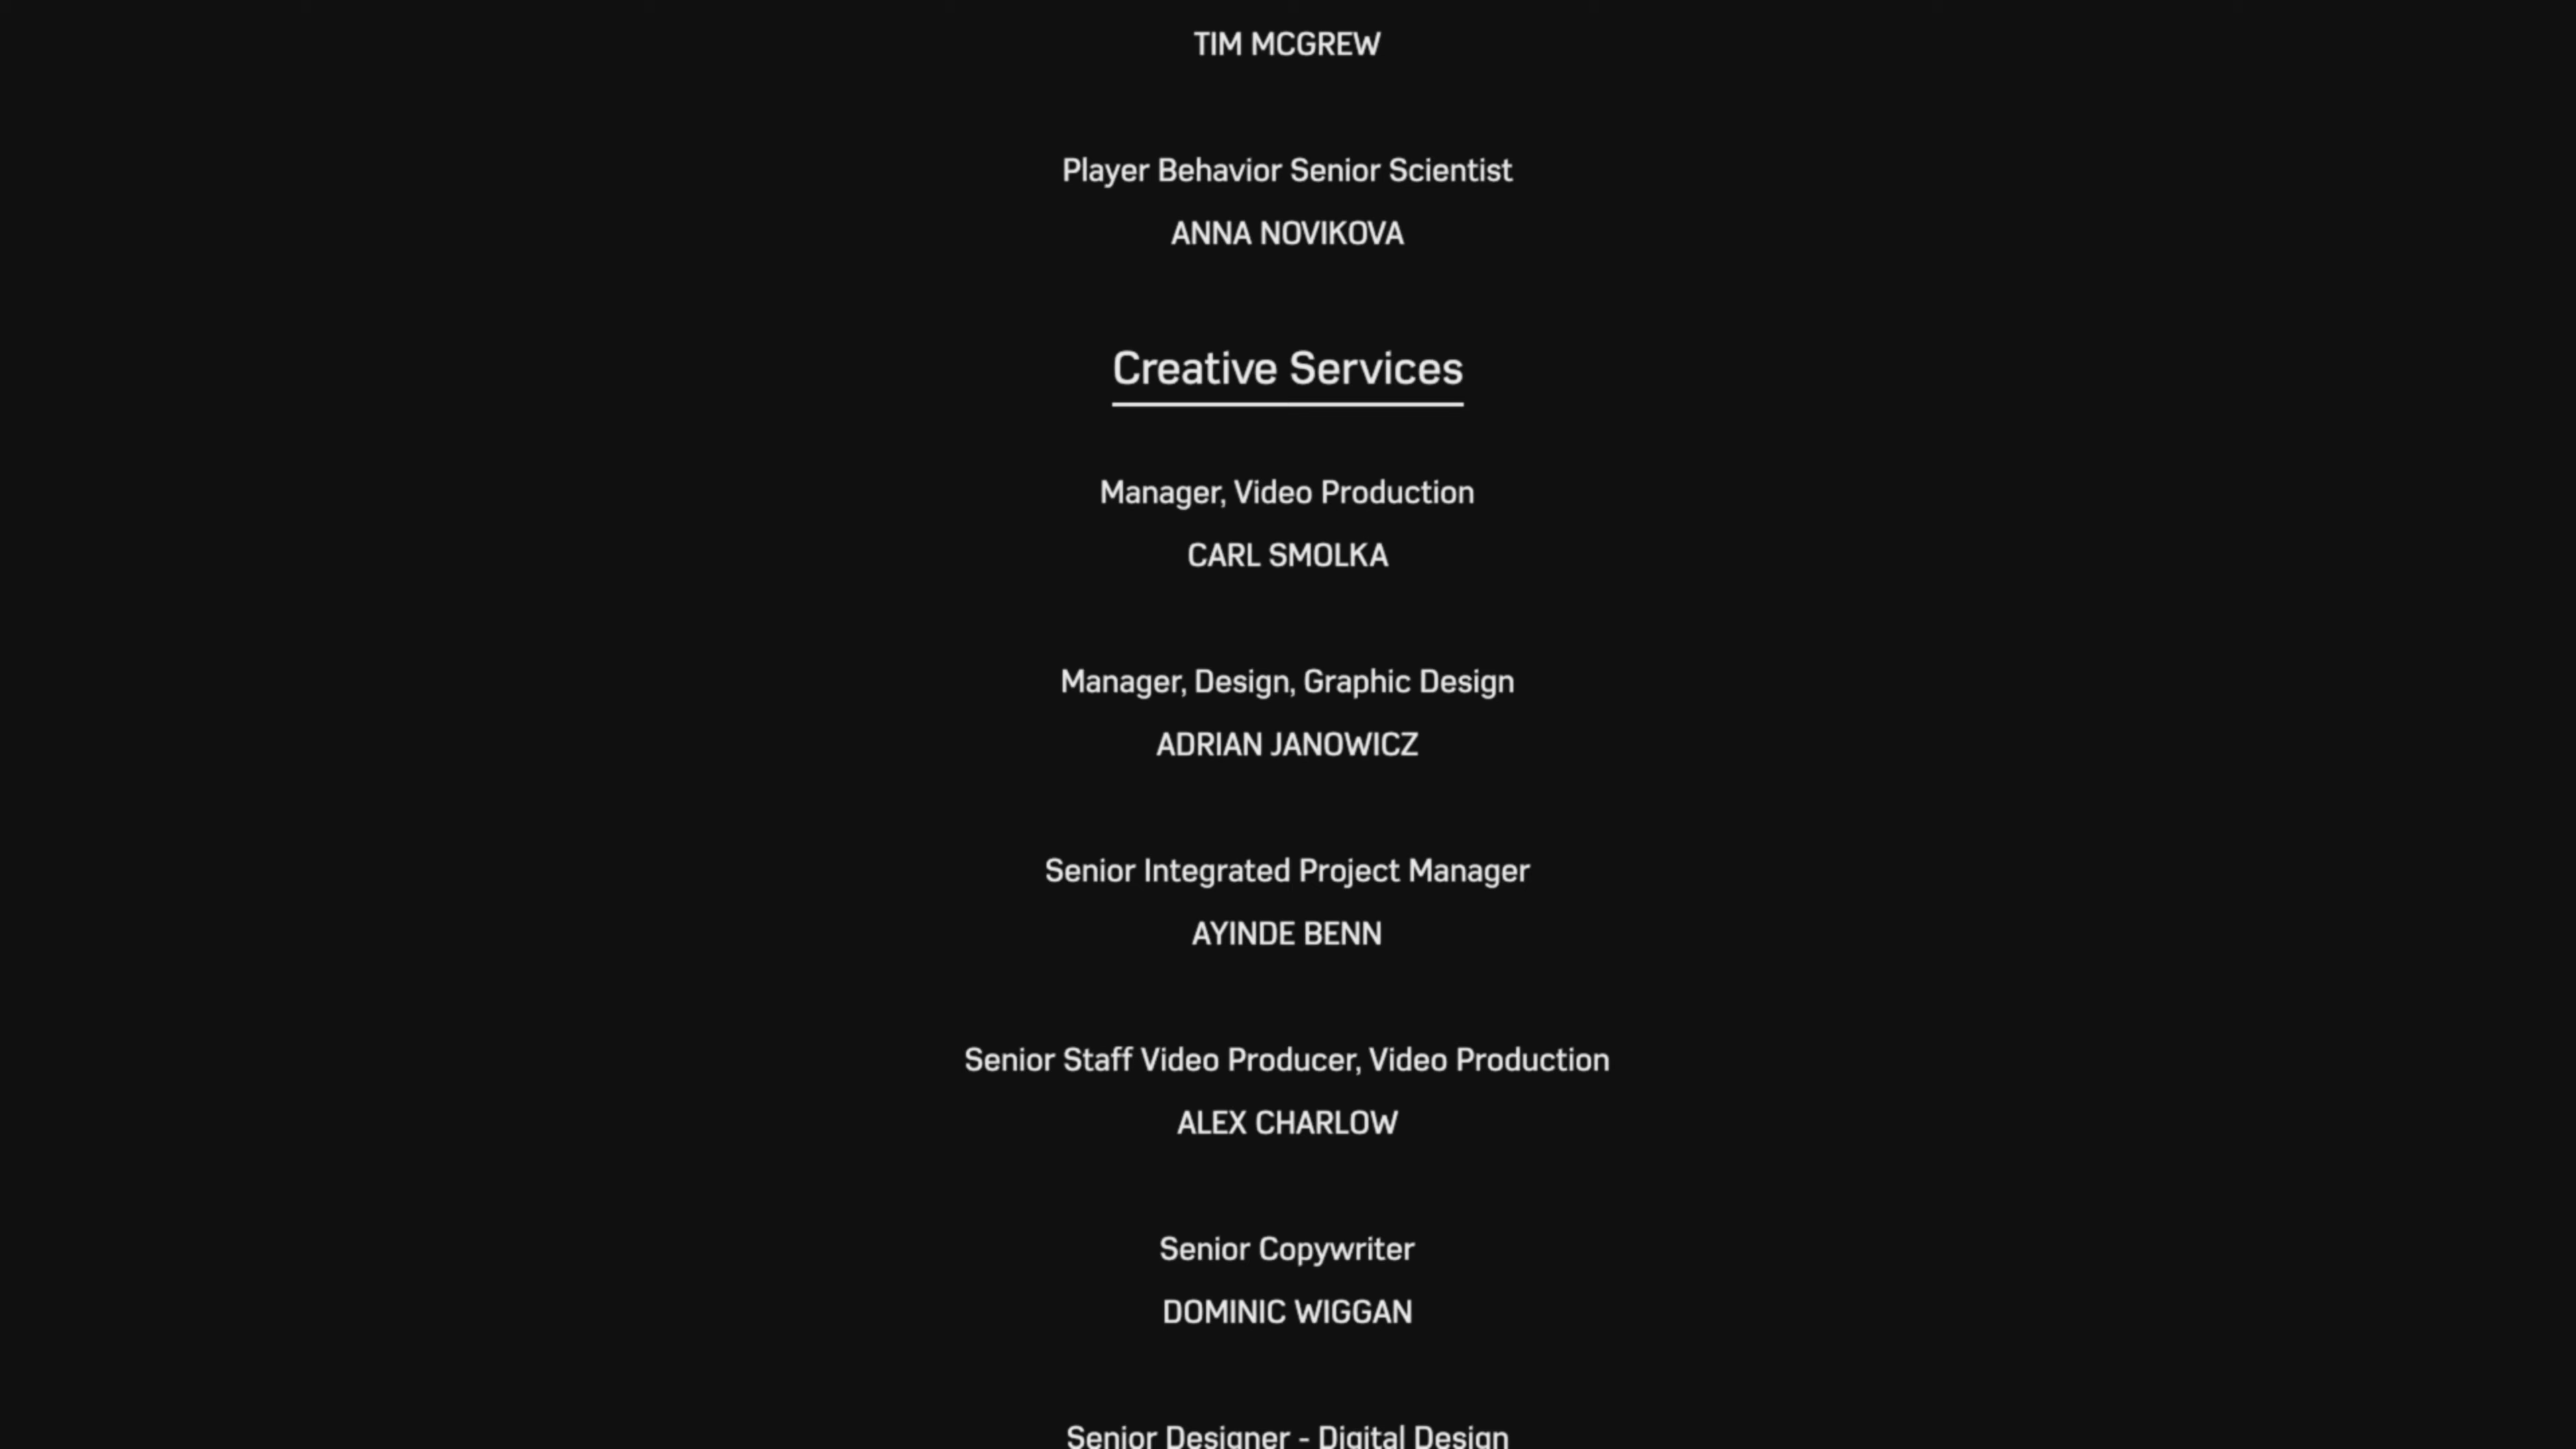 TIM MCGREW
Player Behavior Senior Scientist
ANNA NOVIKOVA
Creative Services
Manager, Video Production
CARL SMOLKA
Manager, Design, Graphic Design
ADRIAN JANOWICZ
Senior Integrated Project Manager
AYINDE BENN
Senior Staff Video Producer, Video Production
ALEX CHARLOW
Senior Copywriter
DOMINIC WIGGAN
Senior Designer - Digital Design